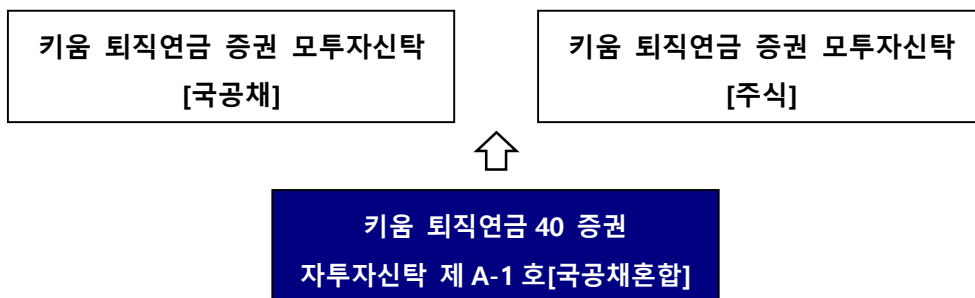 키움 퇴직연금 증권 모투자신탁
[국공채]
키움 퇴직연금 증권 모투자신탁
[주식]
키움 퇴직연금 40 증권
자투자신탁 제 A-1 호[국공채혼합]